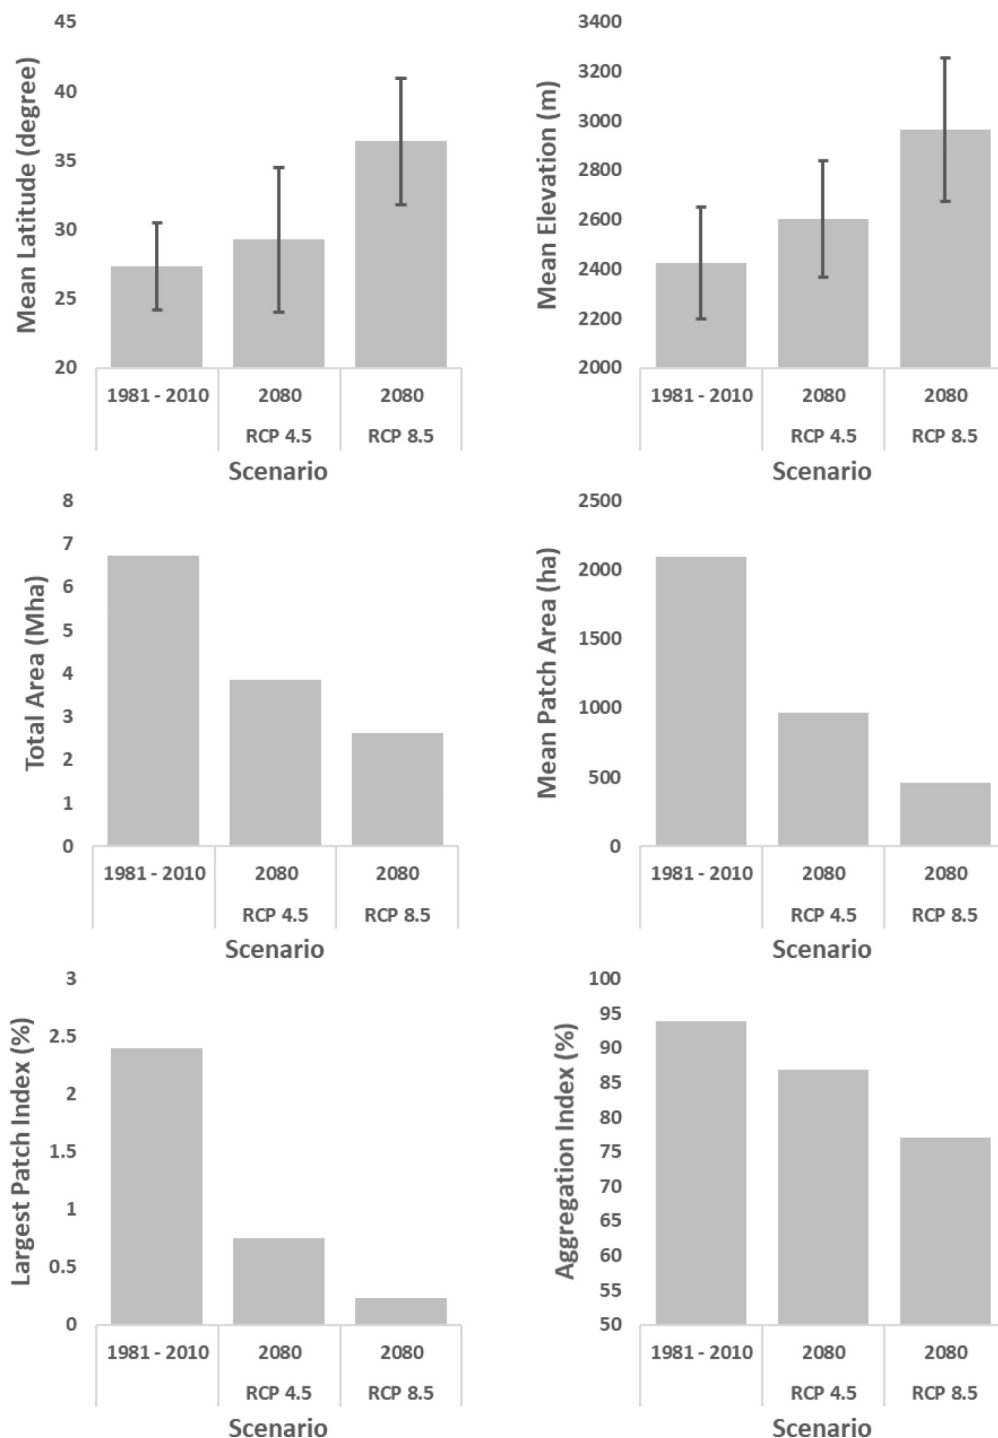 Mean Latitude (degree)
45
40
35
30
25
20
1981 - 2010
2080
2080
RCP 4.5
RCP 8.5
Scenario
Mean Elevation (m)
3400
3200
3000
2800
2600
2400
2200
2000
1981 - 2010
2080
2080
RCP 4.5
RCP 8.5
Scenario
Total Area (Mha)
8
7
6
5
4
3
2
1
0
1981 - 2010
2080
2080
RCP 4.5
RCP 8.5
Scenario
Mean Patch Area (ha)
2500
2000
1500
1000
500
0
1981 - 2010
2080
2080
RCP 4.5
RCP 8.5
Scenario
Largest Patch Index (%)
3
2.5
2
1.5
1
0.5
0
1981 - 2010
2080
2080
RCP 4.5
RCP 8.5
Scenario
Aggregation Index (%)
100
95
90
85
80
75
70
65
60
55
50
1981 - 2010
2080
2080
RCP 4.5
RCP 8.5
Scenario